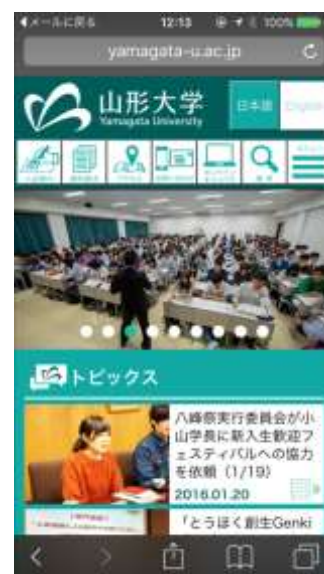 メールに戻る 12:13 100%
yamagata-u.ac.jp
山形大学
Yamagata University
日本語 English
トピックス
八峰祭実行委員会が小
山学長に新入生歓迎フ
ェスティバルへの協力
を依頼（1/19）
2016.01.20
「とうほく創生Genki